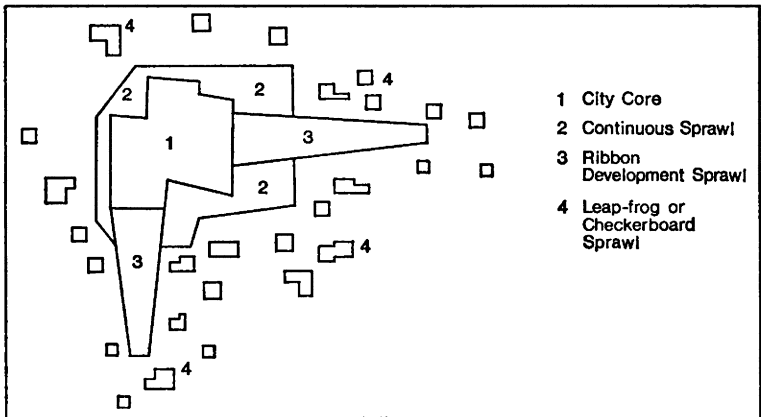 4
4
2
2
1
3
2
4
3
4
1 City Core
2 Continuous Sprawl
3 Ribbon
Development Sprawl
4 Leap-frog or
Checkerboard
Sprawl